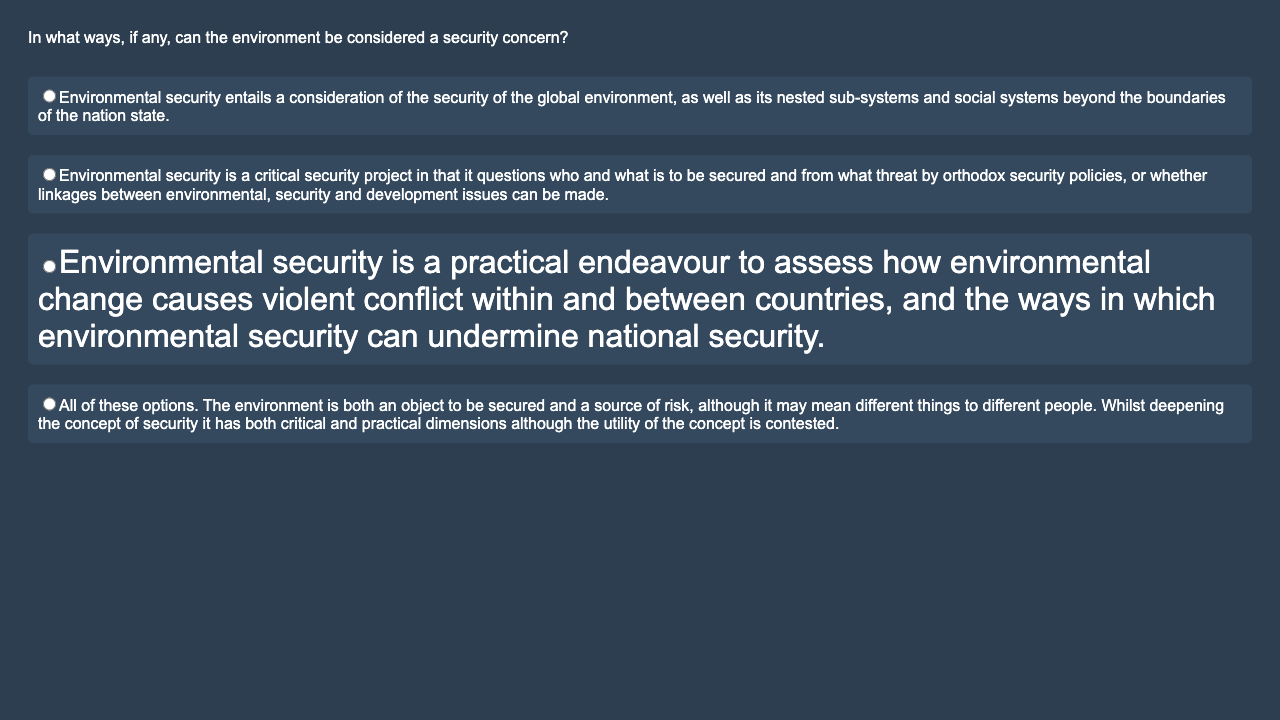 In what ways, if any, can the environment be considered a security concern?
Environmental security entails a consideration of the security of the global environment, as well as its nested sub-systems and social systems beyond the boundaries
of the nation state.
Environmental security is a critical security project in that it questions who and what is to be secured and from what threat by orthodox security policies, or whether
linkages between environmental, security and development issues can be made.
Environmental security is a practical endeavour to assess how environmental
change causes violent conflict within and between countries, and the ways in which
environmental security can undermine national security.
All of these options. The environment is both an object to be secured and a source of risk, although it may mean different things to different people. Whilst deepening
the concept of security it has both critical and practical dimensions although the utility of the concept is contested.